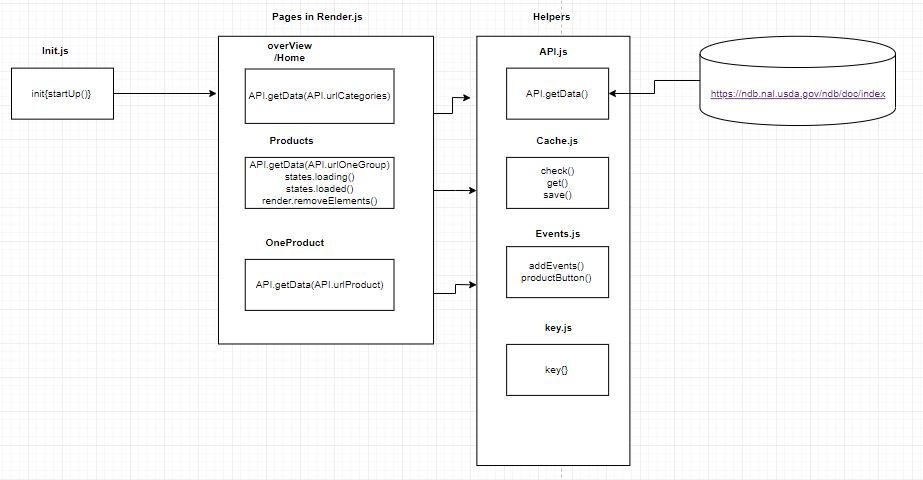 Pages in Render.js
Helpers
Init.js
init{startUp()}
overView
/Home
API.getData(API.urlCategories)
Products
API.getData(API.urlOneGroup)
states.loading()
states.loaded()
render.removeElements()
OneProduct
API.getData(API.urlProduct)
API.js
API.getData()
Cache.js
check()
get()
save()
Events.js
addEvents()
productButton()
key.js
key{}
https://ndb.nal.usda.gov/ndb/doc/index